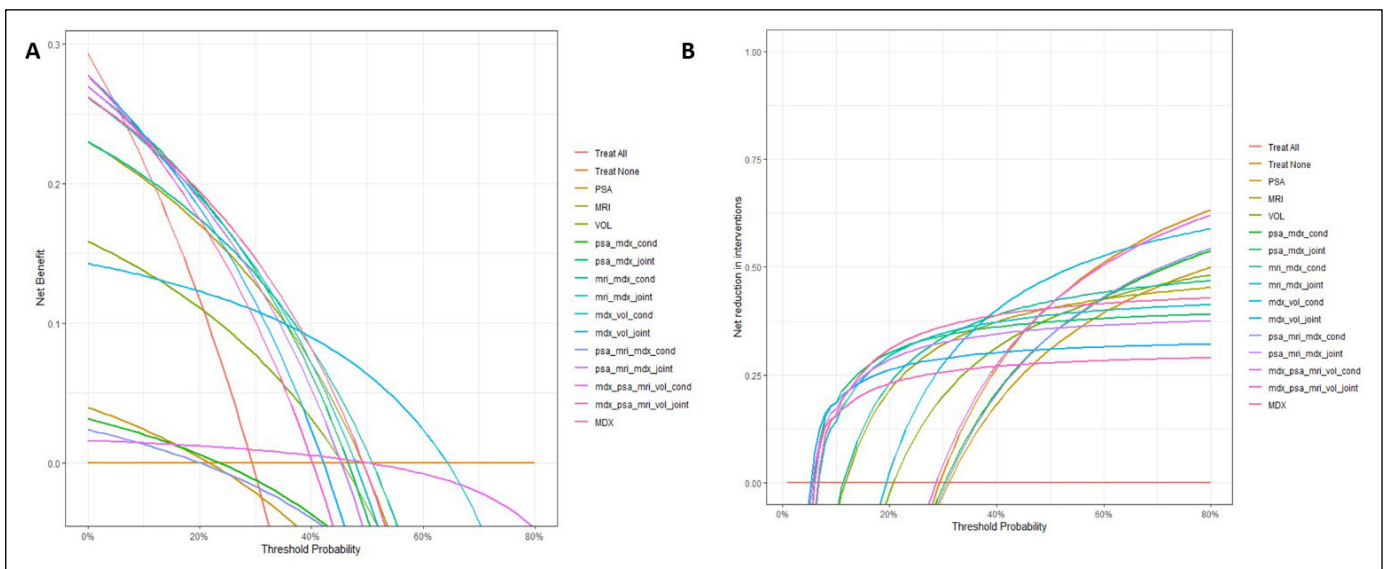 A
Net Benefit
0.3
0.2
0.1
0.0
0%
20%
40%
60%
80%
Threshold Probability
Treat All
Treat None
PSA
MRI
VOL
psa_mdx_cond
psa_mdx_joint
mri_mdx_cond
mri_mdx_joint
mdx_vol_cond
mdx_vol_joint
psa_mri_mdx_cond
psa_mri_mdx_joint
mdx_psa_mri_vol_cond
mdx_psa_mri_vol_joint
MDX
B
Net reduction in interventions
1.00
0.75
0.50
0.25
0.00
0%
20%
40%
60%
80%
Threshold Probability
Treat All
Treat None
PSA
MRI
VOL
psa_mdx_cond
psa_mdx_joint
mri_mdx_cond
mri_mdx_joint
mdx_vol_cond
mdx_vol_joint
psa_mri_mdx_cond
psa_mri_mdx_joint
mdx_psa_mri_vol_cond
mdx_psa_mri_vol_joint
MDX